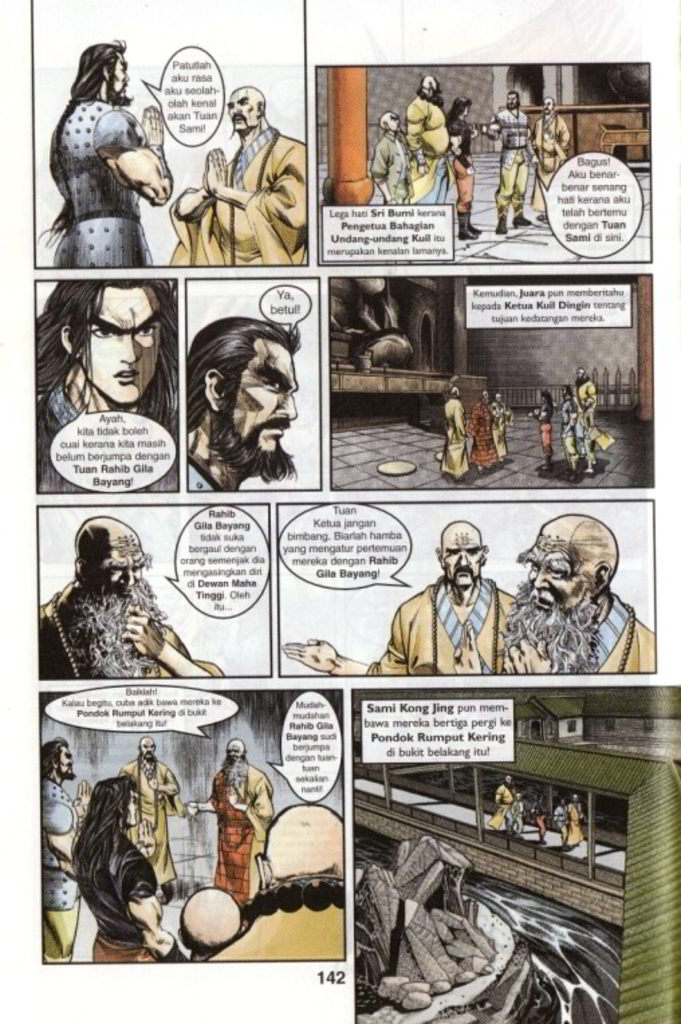 Patutlah
aku rasa
aku seolah-
olah kenal
akan Tuan
Sami!
Lega hati Sri Bumi kerana
Pengetua Bahagian
Undang-undang Kuil itu
merupakan kenalan lamanya.
Bagus!
Aku benar-
benar senang
hati kerana aku
telah bertemu
dengan Tuan
Sami di sini.
Ayah,
kita tidak boleh
cuai kerana kita masih
belum berjumpa dengan
Tuan Rahib Gila
Bayang!
Ya,
betul!
Kemudian, Juara pun memberitahu
kepada Ketua Kuil Dingin tentang
tujuan kedatangan mereka.
Rahib
Gila Bayang
tidak suka
bergaul dengan
orang semenjak dia
mengasingkan diri
di Dewan Maha
Tinggi. Oleh
itu...
Tuan
Ketua jangan
bimbang. Biarlah hamba
yang mengatur pertemuan
mereka dengan Rahib
Gila Bayang!
Baiklah!
Kalau begitu, cuba adik bawa mereka ke
Pondok Rumput Kering di bukit
belakang itu!
Mudah-
mudahan
Rahib Gila
Bayang sudi
berjumpa
dengan tuan-
tuan
sekalian
nanti!
Sami Kong Jing pun mem-
bawa mereka bertiga pergi ke
Pondok Rumput Kering
di bukit belakang itu!
142